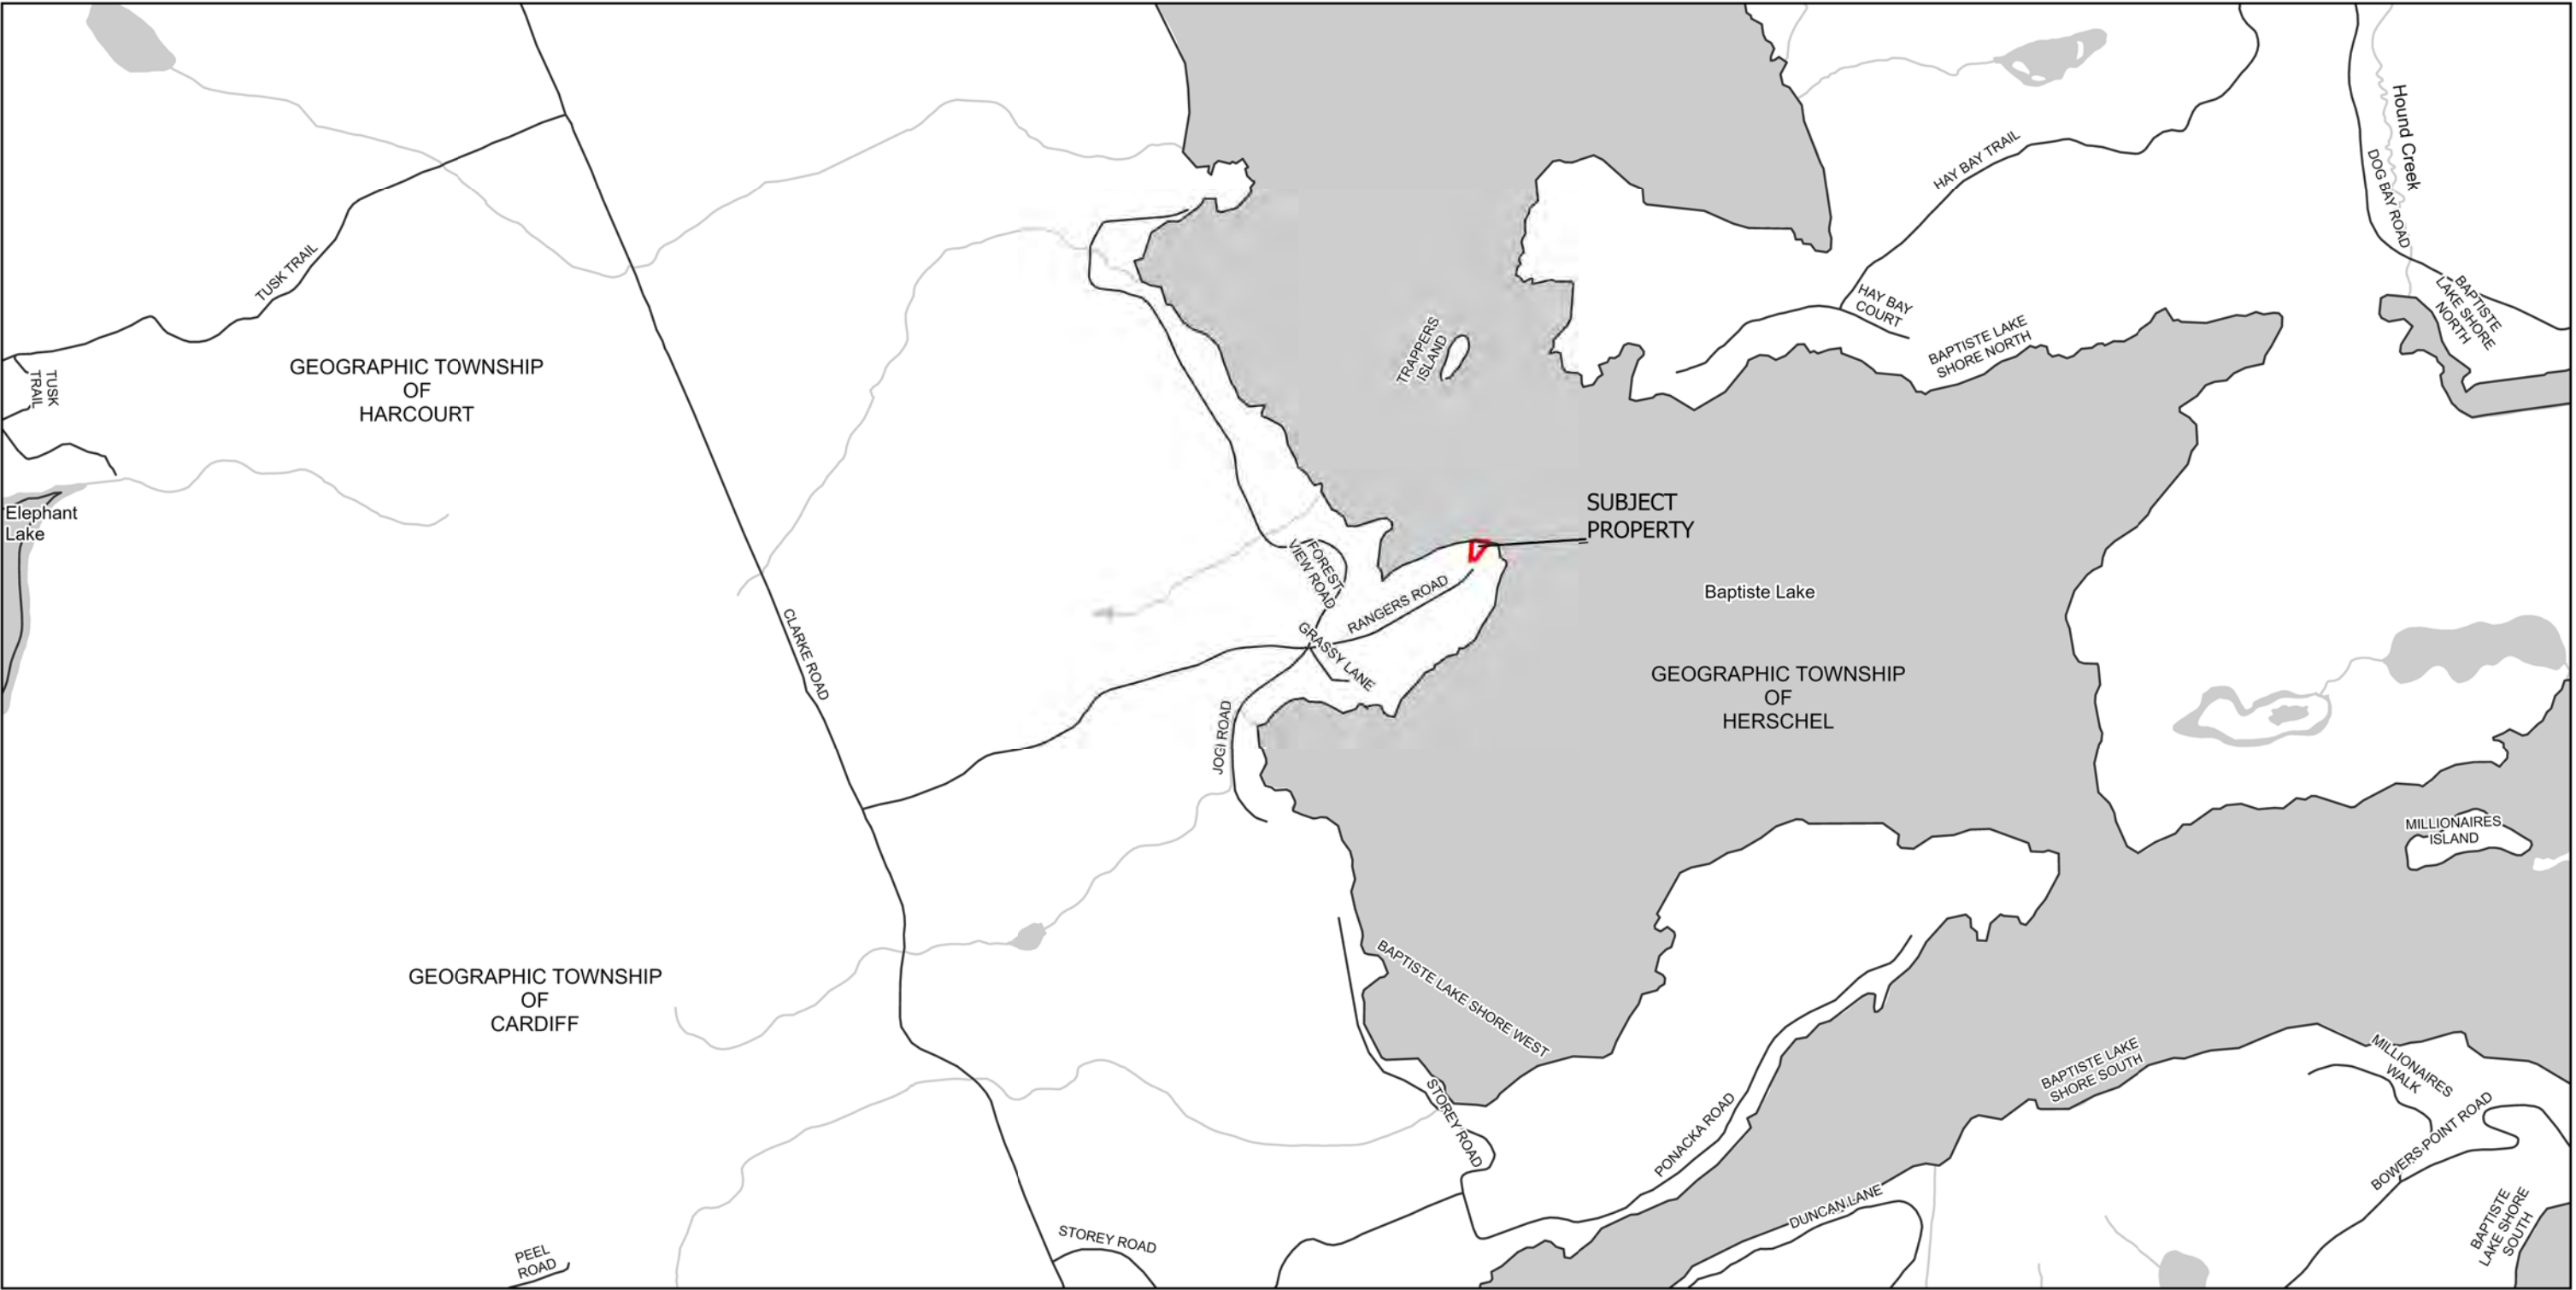 Hound Creek
HAY BAY TRAIL
DOG BAY ROAD
TUSK TRAIL
HAY BAY
COURT
BAPTISTE
LAKE SHORE
NORTH
BAPTISTE LAKE
SHORE NORTH
TRAPPERS
ISLAND
GEOGRAPHIC TOWNSHIP
OF
HARCOURT
TUSK
TRAIL
Elephant
Lake
SUBJECT
PROPERTY
FOREST
VIEW ROAD
RANGERS ROAD
Baptiste Lake
GRASSY LANE
CLARKE ROAD
GEOGRAPHIC TOWNSHIP
OF
HERSCHEL
JOGI ROAD
MILLIONAIRES
ISLAND
BAPTISTE LAKE SHORE WEST
GEOGRAPHIC TOWNSHIP
OF
CARDIFF
BAPTISTE LAKE
SHORE SOUTH
MILLIONAIRES
WALK
STOREY ROAD
PONACKA ROAD
BOWERS POINT ROAD
DUNCAN LANE
BAPTISTE
LAKE SHORE
SOUTH
STOREY ROAD
PEEL
ROAD